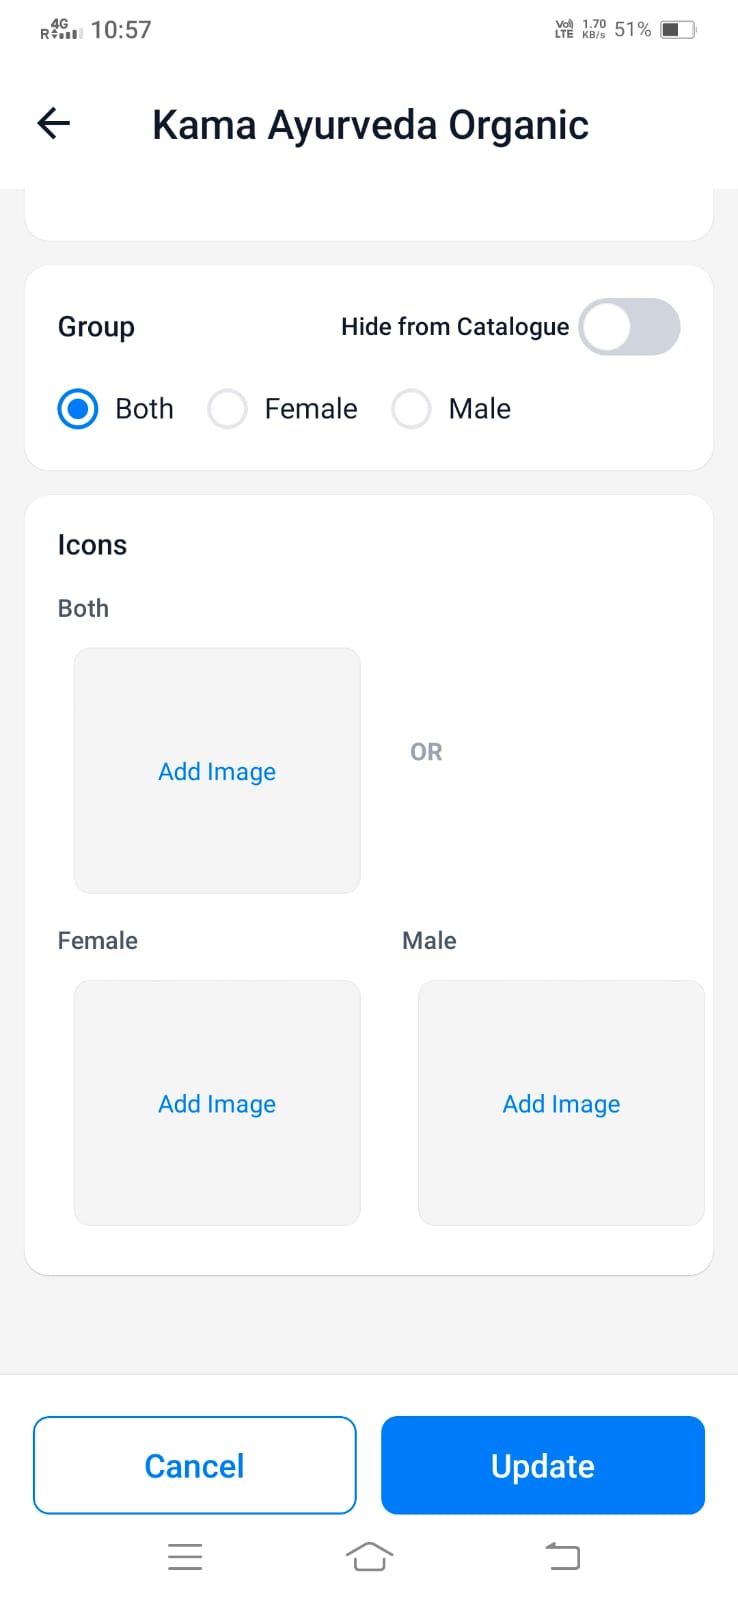 4G R 10:57 Vo)) LTE 1.70 KB/s 51%
Kama Ayurveda Organic
Group Hide from Catalogue
Both Female Male
Icons
Both
Add Image OR
Female Male
Add Image Add Image
Cancel Update